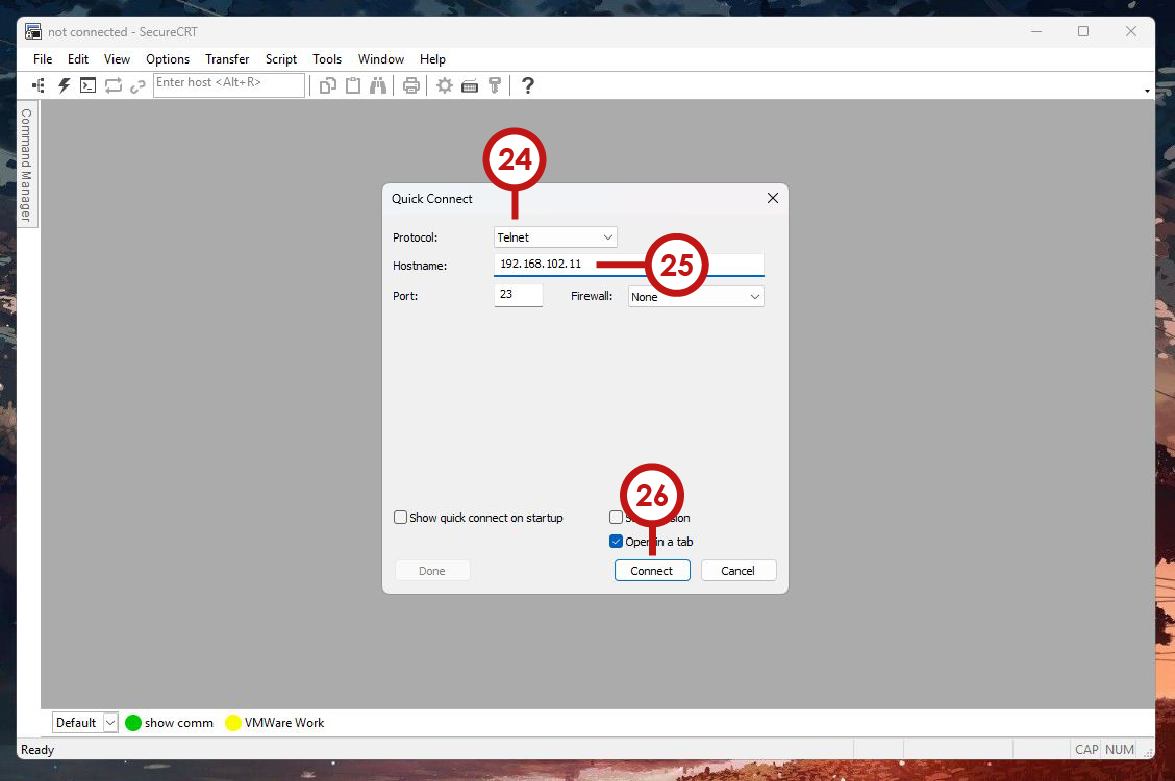 not connected - SecureCRT
File Edit View Options Transfer Script Tools Window Help
Enter host <Alt+R>
Command Manager
24
Quick Connect
Protocol: Telnet
Hostname: 192.168.102.11 25
Port: 23 Firewall: None
26
Show quick connect on startup
Open in a tab
Done Connect Cancel
Default show comm VMWare Work
Ready CAP NUM